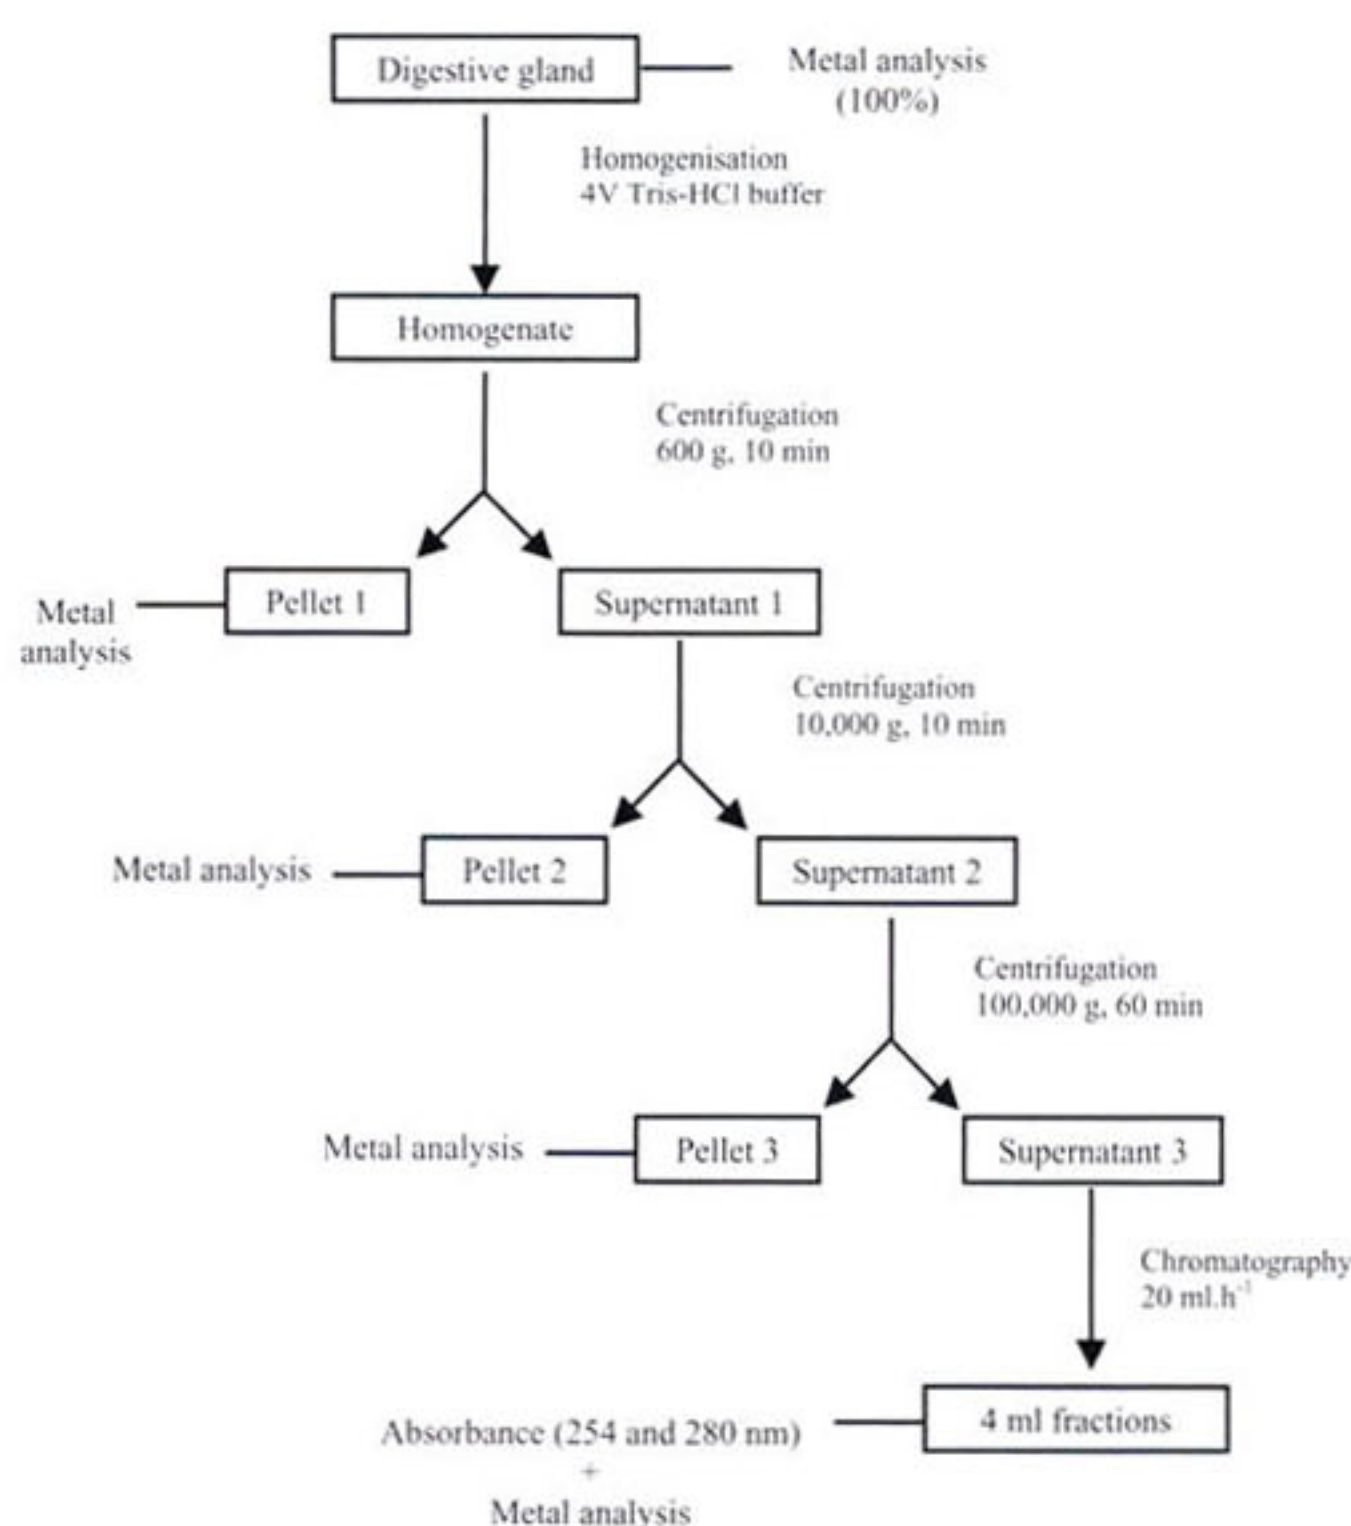 Digestive gland
Metal analysis
(100%)
Homogenisation
4V Tris-HCl buffer
Homogenate
Centrifugation
600 g, 10 min
Pellet 1
Supernatant 1
Metal
analysis
Centrifugation
10,000 g, 10 min
Metal analysis
Pellet 2
Supernatant 2
Centrifugation
100,000 g, 60 min
Metal analysis
Pellet 3
Supernatant 3
Chromatography
20 ml.h⁻¹
4 ml fractions
Absorbance (254 and 280 nm)
+
Metal analysis